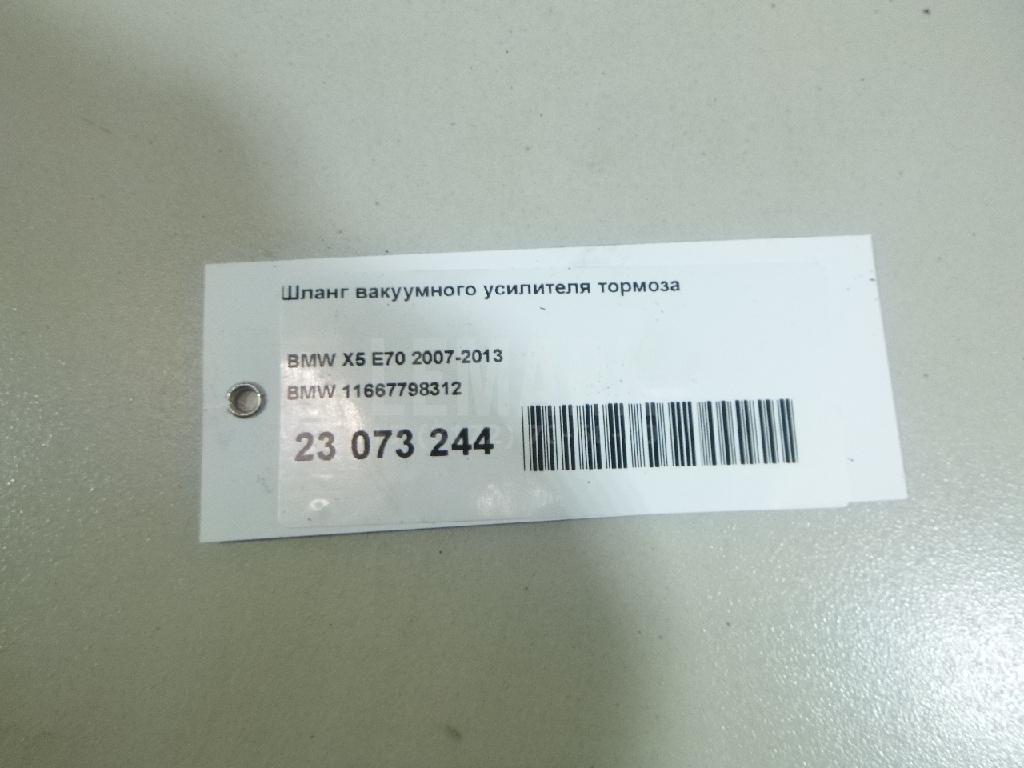 Шланг вакуумного усилителя тормоза
BMW X5 E70 2007-2013
BMW 11667798312
23 073 244